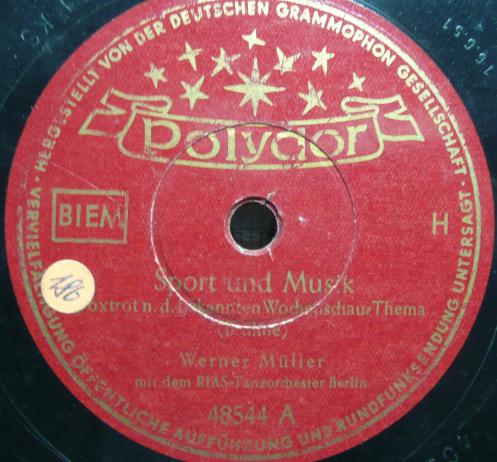 HERGESTELLT VON DER DEUTSCHEN GRAMMOPHON GESELLSCHAFT · VERVIELFÄLTIGUNG ÖFFENTLICHE AUFFÜHRUNG UND RUNDFUNKSENDUNG UNTERSAGT ·
Polydor
BIEM
H
196
Sport und Musik
Foxtrot n. d. bekannten Wochenschau-Thema
Werner Müller
mit dem RIAS-Tanzorchester Berlin
48544 A